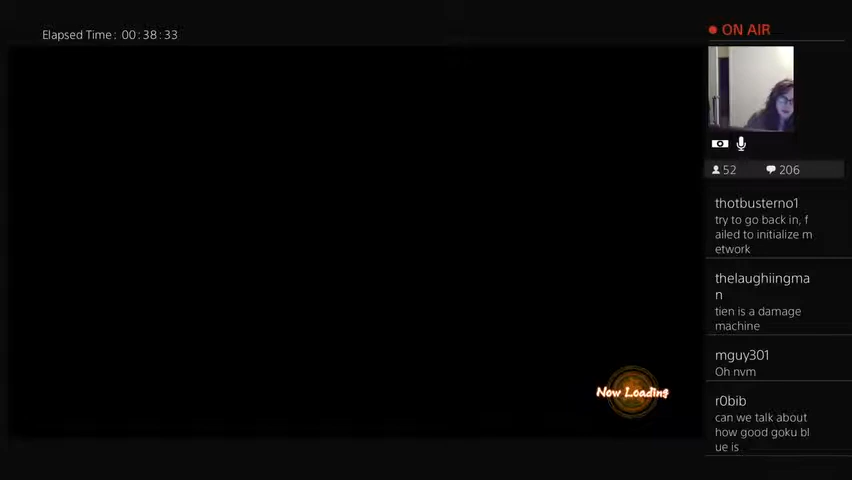 Elapsed Time: 00:38:33
ON AIR
52 206
thotbusterno1
try to go back in, f
ailed to initialize m
etwork
thelaughiingma
n
tien is a damage
machine
mguy301
Oh nvm
Now Loading
r0bib
can we talk about
how good goku bl
ue is